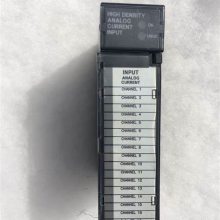 HIGH DENSITY
ANALOG
CURRENT
INPUT
OK
INPUT
ANALOG
CURRENT
CHANNEL 1
CHANNEL 2
CHANNEL 3
CHANNEL 4
CHANNEL 5
CHANNEL 6
CHANNEL 7
CHANNEL 8
CHANNEL 9
CHANNEL 10
CHANNEL 11
CHANNEL 12
CHANNEL 13
CHANNEL 14
CHANNEL 15